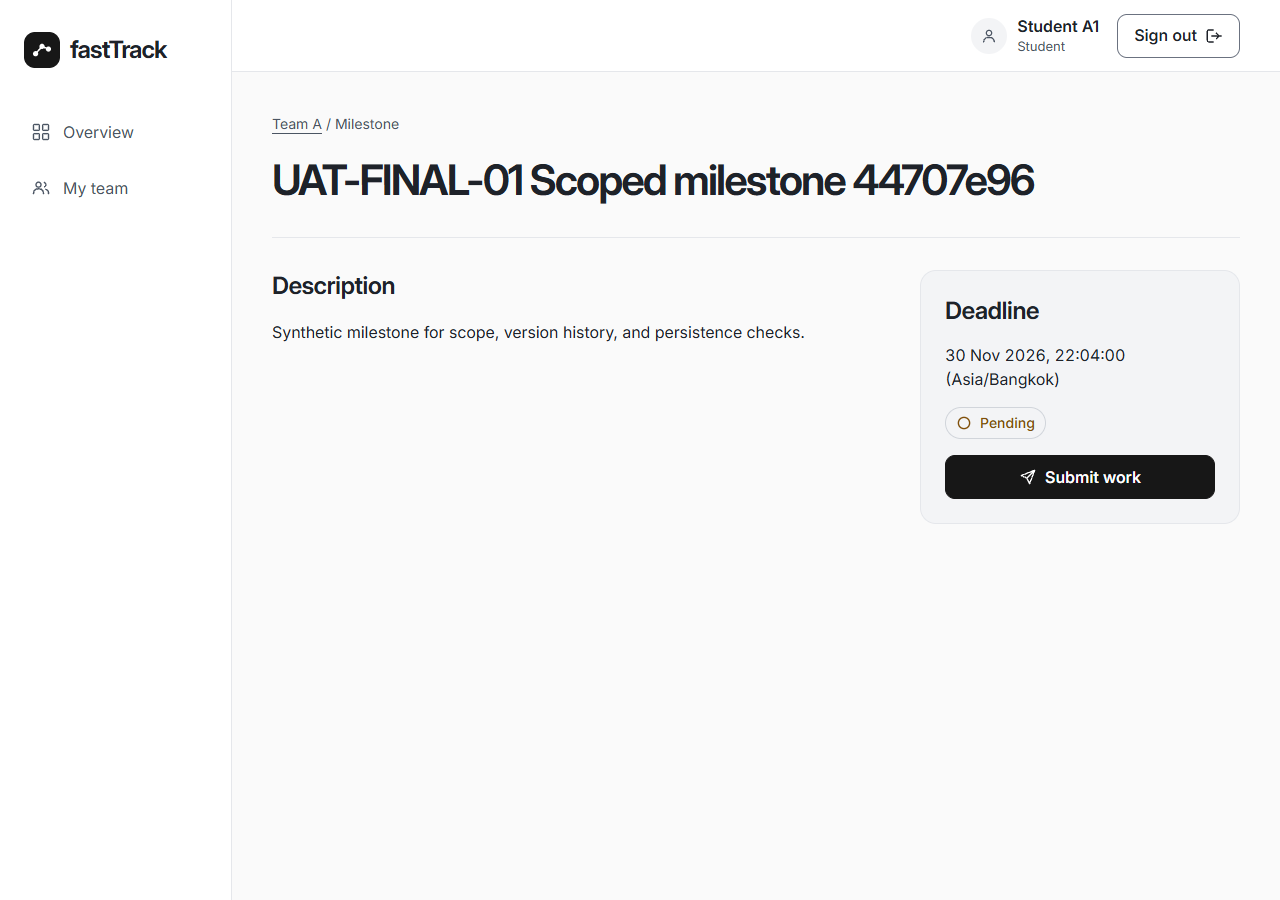 fastTrack
Overview
My team
Student A1
Student
Sign out
Team A / Milestone
UAT-FINAL-01 Scoped milestone 44707e96
Description
Synthetic milestone for scope, version history, and persistence checks.
Deadline
30 Nov 2026, 22:04:00
(Asia/Bangkok)
Pending
Submit work